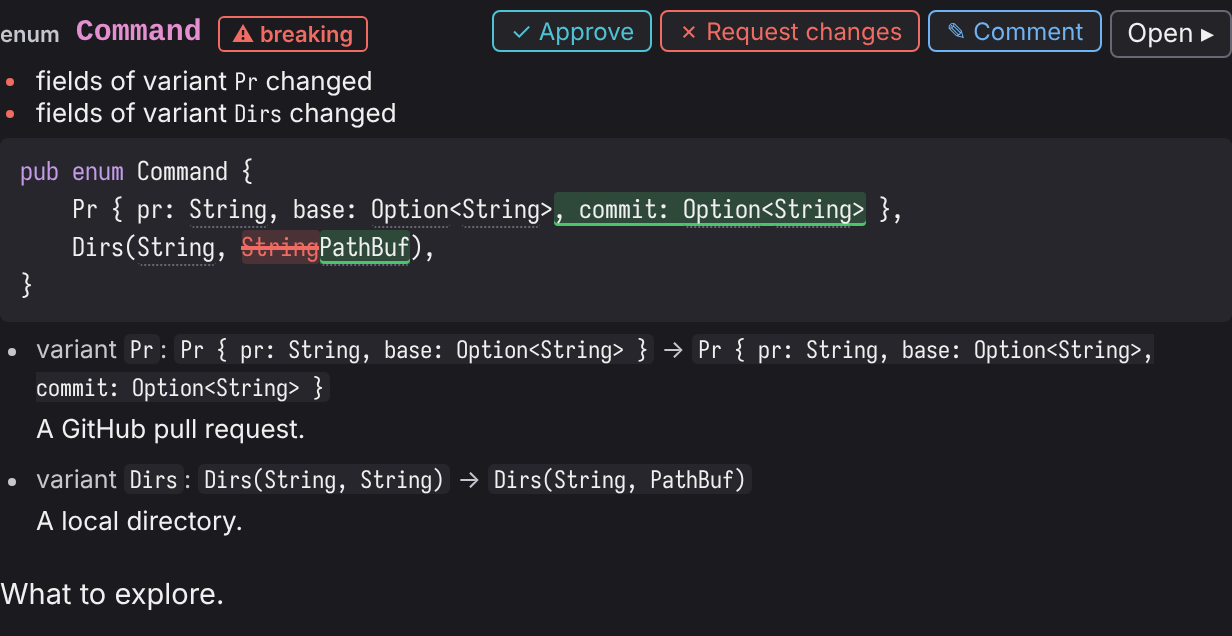 enum Command ⚠ breaking ✓ Approve × Request changes ✎ Comment Open ▸
• fields of variant Pr changed
• fields of variant Dirs changed
pub enum Command {
    Pr { pr: String, base: Option<String>, commit: Option<String> },
    Dirs(String, StringPathBuf),
}
• variant Pr: Pr { pr: String, base: Option<String> } → Pr { pr: String, base: Option<String>,
commit: Option<String> }
A GitHub pull request.
• variant Dirs: Dirs(String, String) → Dirs(String, PathBuf)
A local directory.
What to explore.